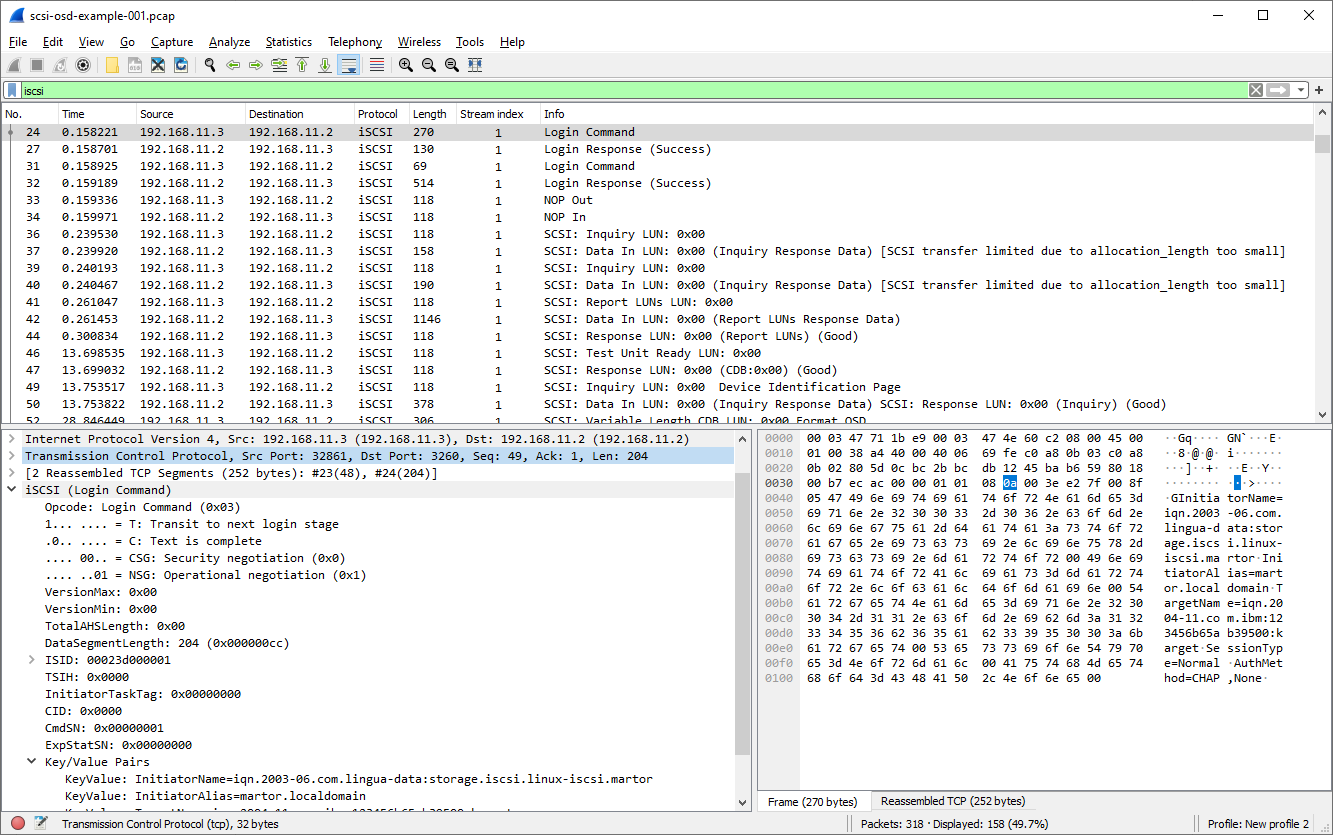 scsi-osd-example-001.pcap
File Edit View Go Capture Analyze Statistics Telephony Wireless Tools Help
iscsi
No. Time Source Destination Protocol Length Stream index Info
24 0.158221 192.168.11.3 192.168.11.2 iSCSI 270 1 Login Command
27 0.158701 192.168.11.2 192.168.11.3 iSCSI 130 1 Login Response (Success)
31 0.158925 192.168.11.3 192.168.11.2 iSCSI 69 1 Login Command
32 0.159189 192.168.11.2 192.168.11.3 iSCSI 514 1 Login Response (Success)
33 0.159336 192.168.11.3 192.168.11.2 iSCSI 118 1 NOP Out
34 0.159971 192.168.11.2 192.168.11.3 iSCSI 118 1 NOP In
36 0.239530 192.168.11.3 192.168.11.2 iSCSI 118 1 SCSI: Inquiry LUN: 0x00
37 0.239920 192.168.11.2 192.168.11.3 iSCSI 158 1 SCSI: Data In LUN: 0x00 (Inquiry Response Data) [SCSI transfer limited due to allocation_length too small]
39 0.240193 192.168.11.3 192.168.11.2 iSCSI 118 1 SCSI: Inquiry LUN: 0x00
40 0.240467 192.168.11.2 192.168.11.3 iSCSI 190 1 SCSI: Data In LUN: 0x00 (Inquiry Response Data) [SCSI transfer limited due to allocation_length too small]
41 0.261047 192.168.11.3 192.168.11.2 iSCSI 118 1 SCSI: Report LUNs LUN: 0x00
42 0.261453 192.168.11.2 192.168.11.3 iSCSI 1146 1 SCSI: Data In LUN: 0x00 (Report LUNs Response Data)
44 0.300834 192.168.11.2 192.168.11.3 iSCSI 118 1 SCSI: Response LUN: 0x00 (Report LUNs) (Good)
46 13.698535 192.168.11.3 192.168.11.2 iSCSI 118 1 SCSI: Test Unit Ready LUN: 0x00
47 13.699032 192.168.11.2 192.168.11.3 iSCSI 118 1 SCSI: Response LUN: 0x00 (CDB:0x00) (Good)
49 13.753517 192.168.11.3 192.168.11.2 iSCSI 118 1 SCSI: Inquiry LUN: 0x00 Device Identification Page
50 13.753822 192.168.11.2 192.168.11.3 iSCSI 378 1 SCSI: Data In LUN: 0x00 (Inquiry Response Data) SCSI: Response LUN: 0x00 (Inquiry) (Good)
52 28.846449 192.168.11.3 192.168.11.2 iSCSI 306 1 SCSI: Variable Length CDB LUN: 0x00 Format OSD
Internet Protocol Version 4, Src: 192.168.11.3 (192.168.11.3), Dst: 192.168.11.2 (192.168.11.2)
Transmission Control Protocol, Src Port: 32861, Dst Port: 3260, Seq: 49, Ack: 1, Len: 204
[2 Reassembled TCP Segments (252 bytes): #23(48), #24(204)]
iSCSI (Login Command)
Opcode: Login Command (0x03)
1... .... = T: Transit to next login stage
.0.. .... = C: Text is complete
.... 00.. = CSG: Security negotiation (0x0)
.... ..01 = NSG: Operational negotiation (0x1)
VersionMax: 0x00
VersionMin: 0x00
TotalAHSLength: 0x00
DataSegmentLength: 204 (0x000000cc)
ISID: 00023d000001
TSIH: 0x0000
InitiatorTaskTag: 0x00000000
CID: 0x0000
CmdSN: 0x00000001
ExpStatSN: 0x00000000
Key/Value Pairs
KeyValue: InitiatorName=iqn.2003-06.com.lingua-data:storage.iscsi.linux-iscsi.martor
KeyValue: InitiatorAlias=martor.localdomain
0000 00 03 47 71 1b e9 00 03 47 4e 60 c2 08 00 45 00 ··Gq····GN`···E·
0010 01 00 38 a4 40 00 40 06 69 fe c0 a8 0b 03 c0 a8 ··8·@·@·i·······
0020 0b 02 80 5d 0c bc 2b bc db 12 45 ba b6 59 80 18 ···]··+···E··Y··
0030 00 b7 ec ac 00 00 01 01 08 0a 00 3e e2 7f 00 8f ···········>····
0040 05 47 49 6e 69 74 69 61 74 6f 72 4e 61 6d 65 3d ·GInitiatorName=
0050 69 71 6e 2e 32 30 30 33 2d 30 36 2e 63 6f 6d 2e iqn.2003-06.com.
0060 6c 69 6e 67 75 61 2d 64 61 74 61 3a 73 74 6f 72 lingua-data:stor
0070 61 67 65 2e 69 73 63 73 69 2e 6c 69 6e 75 78 2d age.iscsi.linux-
0080 69 73 63 73 69 2e 6d 61 72 74 6f 72 00 49 6e 69 iscsi.martor·Ini
0090 74 69 61 74 6f 72 41 6c 69 61 73 3d 6d 61 72 74 tiatorAlias=mart
00a0 6f 72 2e 6c 6f 63 61 6c 64 6f 6d 61 69 6e 00 54 or.localdomain·T
00b0 61 72 67 65 74 4e 61 6d 65 3d 69 71 6e 2e 32 30 argetName=iqn.20
00c0 30 34 2d 31 31 2e 63 6f 6d 2e 69 62 6d 3a 31 32 04-11.com.ibm:12
00d0 33 34 35 36 62 36 35 61 62 33 39 35 30 30 3a 6b 3456b65ab39500:k
00e0 61 72 67 65 74 00 53 65 73 73 69 6f 6e 54 79 70 arget·SessionTyp
00f0 65 3d 4e 6f 72 6d 61 6c 00 41 75 74 68 4d 65 74 e=Normal·AuthMet
0100 68 6f 64 3d 43 48 41 50 2c 4e 6f 6e 65 00 hod=CHAP,None·
Frame (270 bytes) Reassembled TCP (252 bytes)
Transmission Control Protocol (tcp), 32 bytes
Packets: 318 · Displayed: 158 (49.7%)
Profile: New profile 2